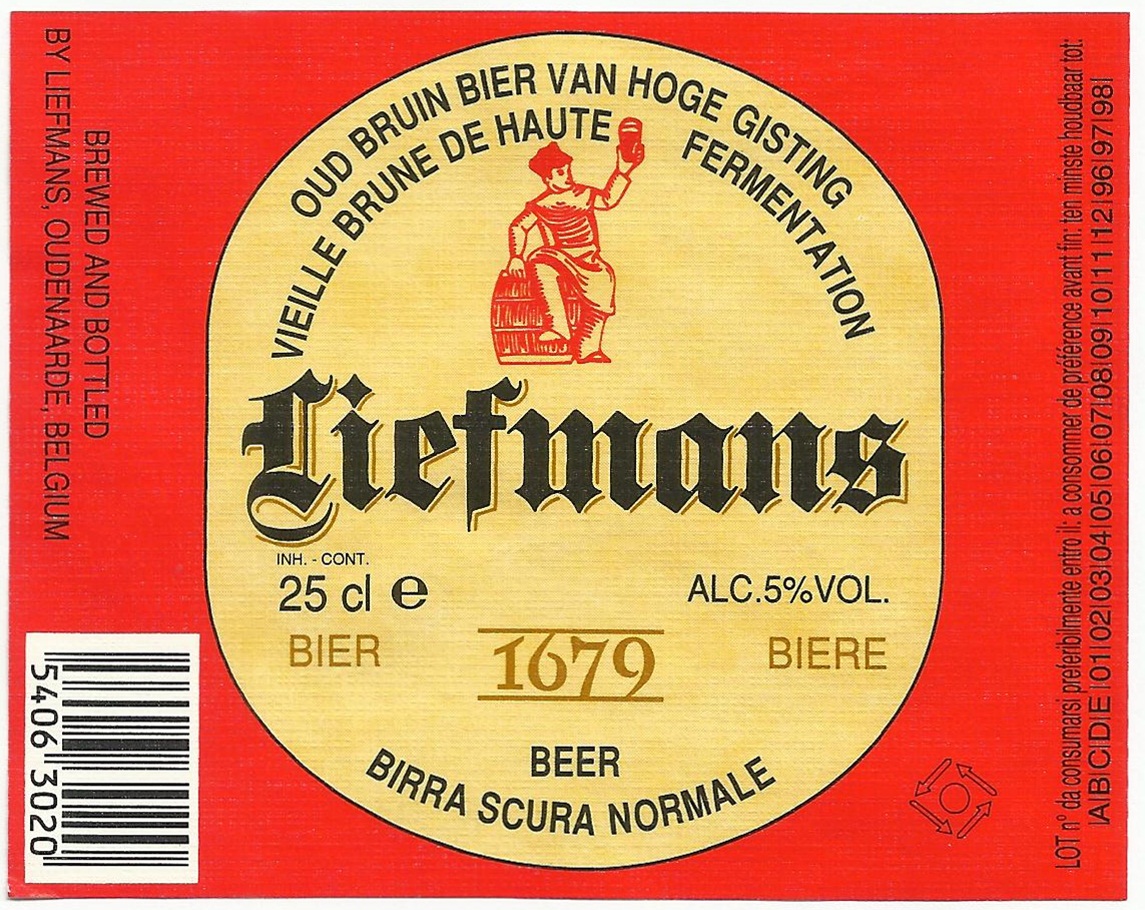 OUD BRUIN BIER VAN HOGE GISTING
VIEILLE BRUNE DE HAUTE FERMENTATION
Liefmans
INH. - CONT.
25 cl e
ALC.5%VOL.
BIER
1679
BIERE
BEER
BIRRA SCURA NORMALE
BREWED AND BOTTLED
BY LIEFMANS, OUDENAARDE, BELGIUM
5406 3020
LOT n° da consumarsi preferibilmente entro il: a consommer de préférence avant fin: ten minste houdbaar tot:
|A|B|C|D|E |01|02|03|04|05|06|07|08|09|10|11|12|96|97|98|